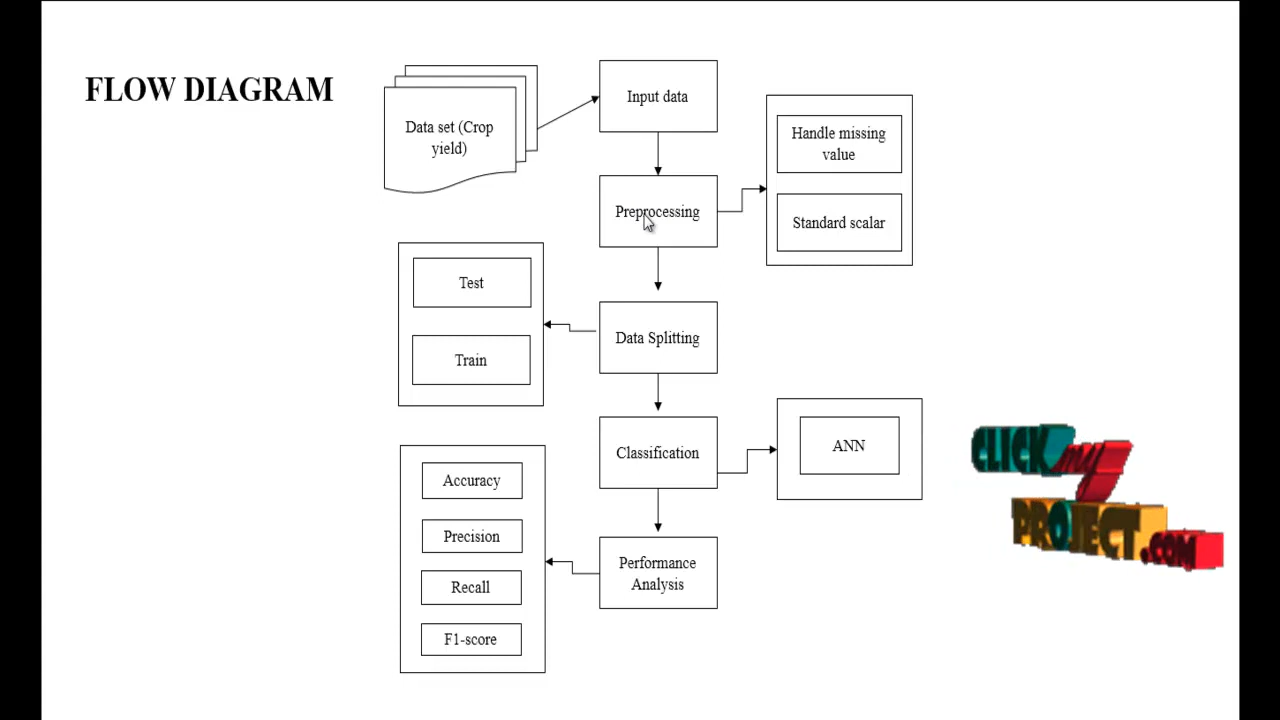 FLOW DIAGRAM
Data set (Crop
yield)
Input data
Handle missing
value
Preprocessing
Standard scalar
Test
Train
Data Splitting
Classification
ANN
Accuracy
Precision
Recall
F1-score
Performance
Analysis
CLICK
MY
PROJECT
.COM